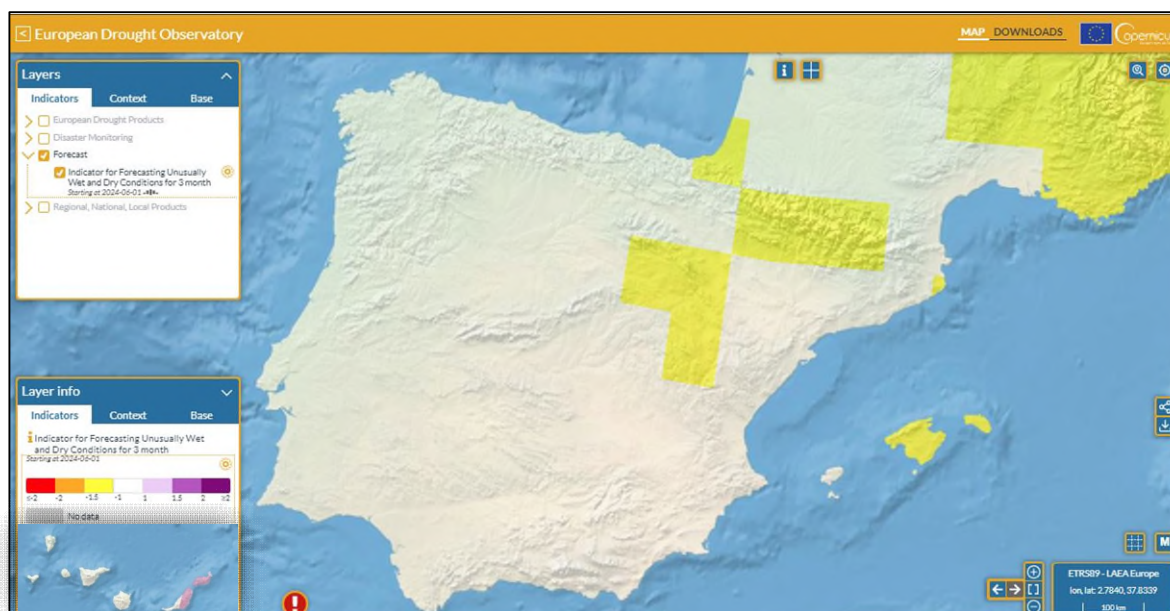 < European Drought Observatory
MAP DOWNLOADS
Layers
Indicators Context Base
European Drought Products
Disaster Monitoring
Forecast
Indicator for Forecasting Unusually
Wet and Dry Conditions for 3 month
Starting at 2024-06-01
Regional, National, Local Products
Layer info
Indicators Context Base
Indicator for Forecasting Unusually Wet
and Dry Conditions for 3 month
Starting at 2024-06-01
-2 -1.5 -1 1 1.5 2
No data
ETRS89 - LAEA Europe
lon, lat: 2.7840, 37.8339
100 km